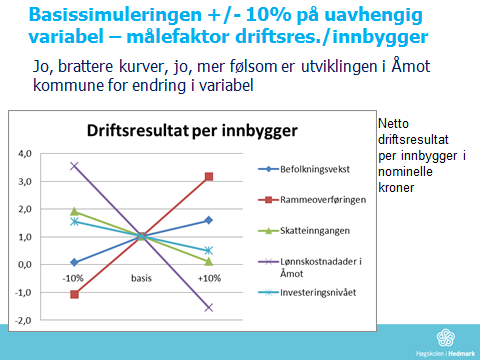 Basissimuleringen +/- 10% på uavhengig
variabel – målefaktor driftsres./innbygger
Jo, brattere kurver, jo, mer følsom er utviklingen i Åmot
kommune for endring i variabel
Driftsresultat per innbygger
4,0
3,0
2,0
1,0
0,0
-1,0
-2,0
-10%
basis
+10%
Befolkningsvekst
Rammeoverføringen
Skatteinngangen
Lønnskostnadader i
Åmot
Investeringsnivået
Netto
driftsresultat
per innbygger i
nominelle
kroner
Høgskolen i Hedmark